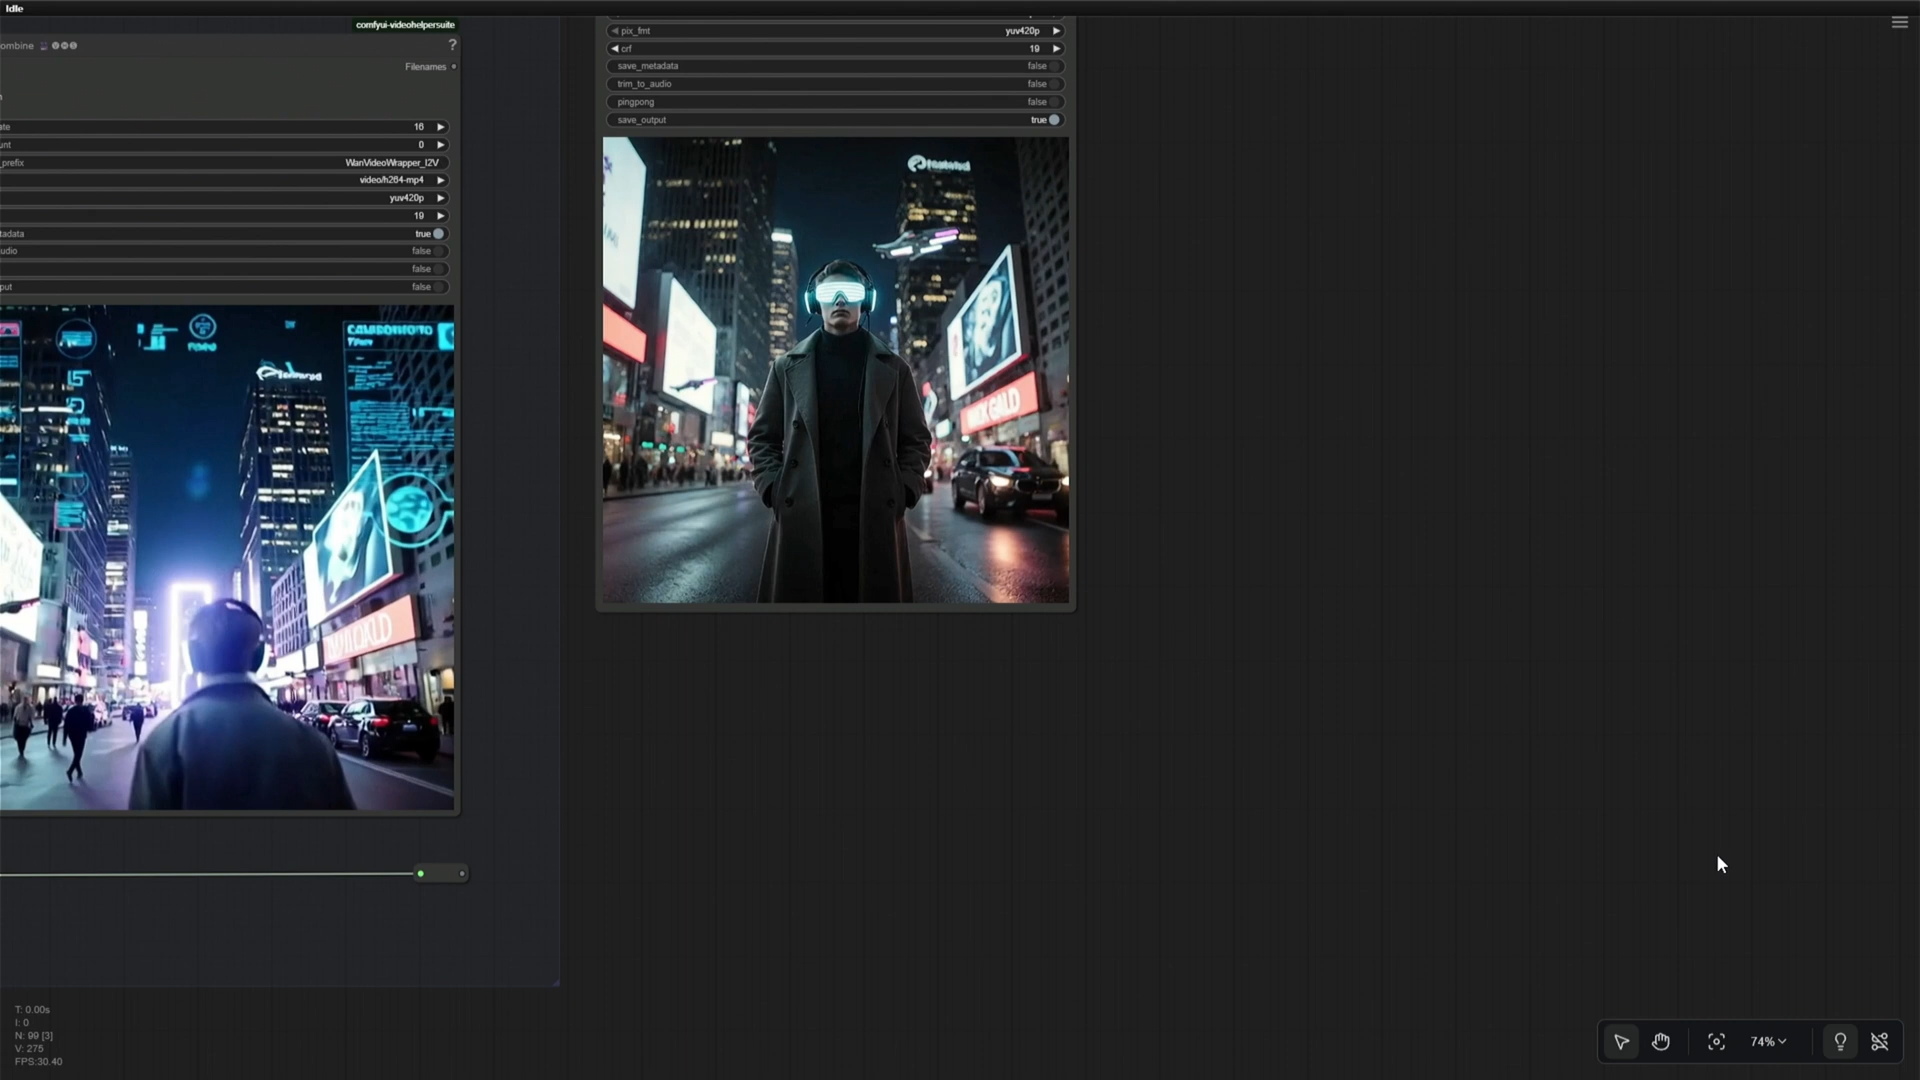 Idle
comfyui-videohelpersuite
ombine
?
Filenames
n
ate 16
unt 0
_prefix WanVideoWrapper_I2V
video/h264-mp4
yuv420p
19
tadata true
udio false
false
put false
pix_fmt yuv420p
crf 19
save_metadata false
trim_to_audio false
pingpong false
save_output true
T: 0.00s
I: 0
N: 99 [3]
V: 275
FPS:30.40
74%